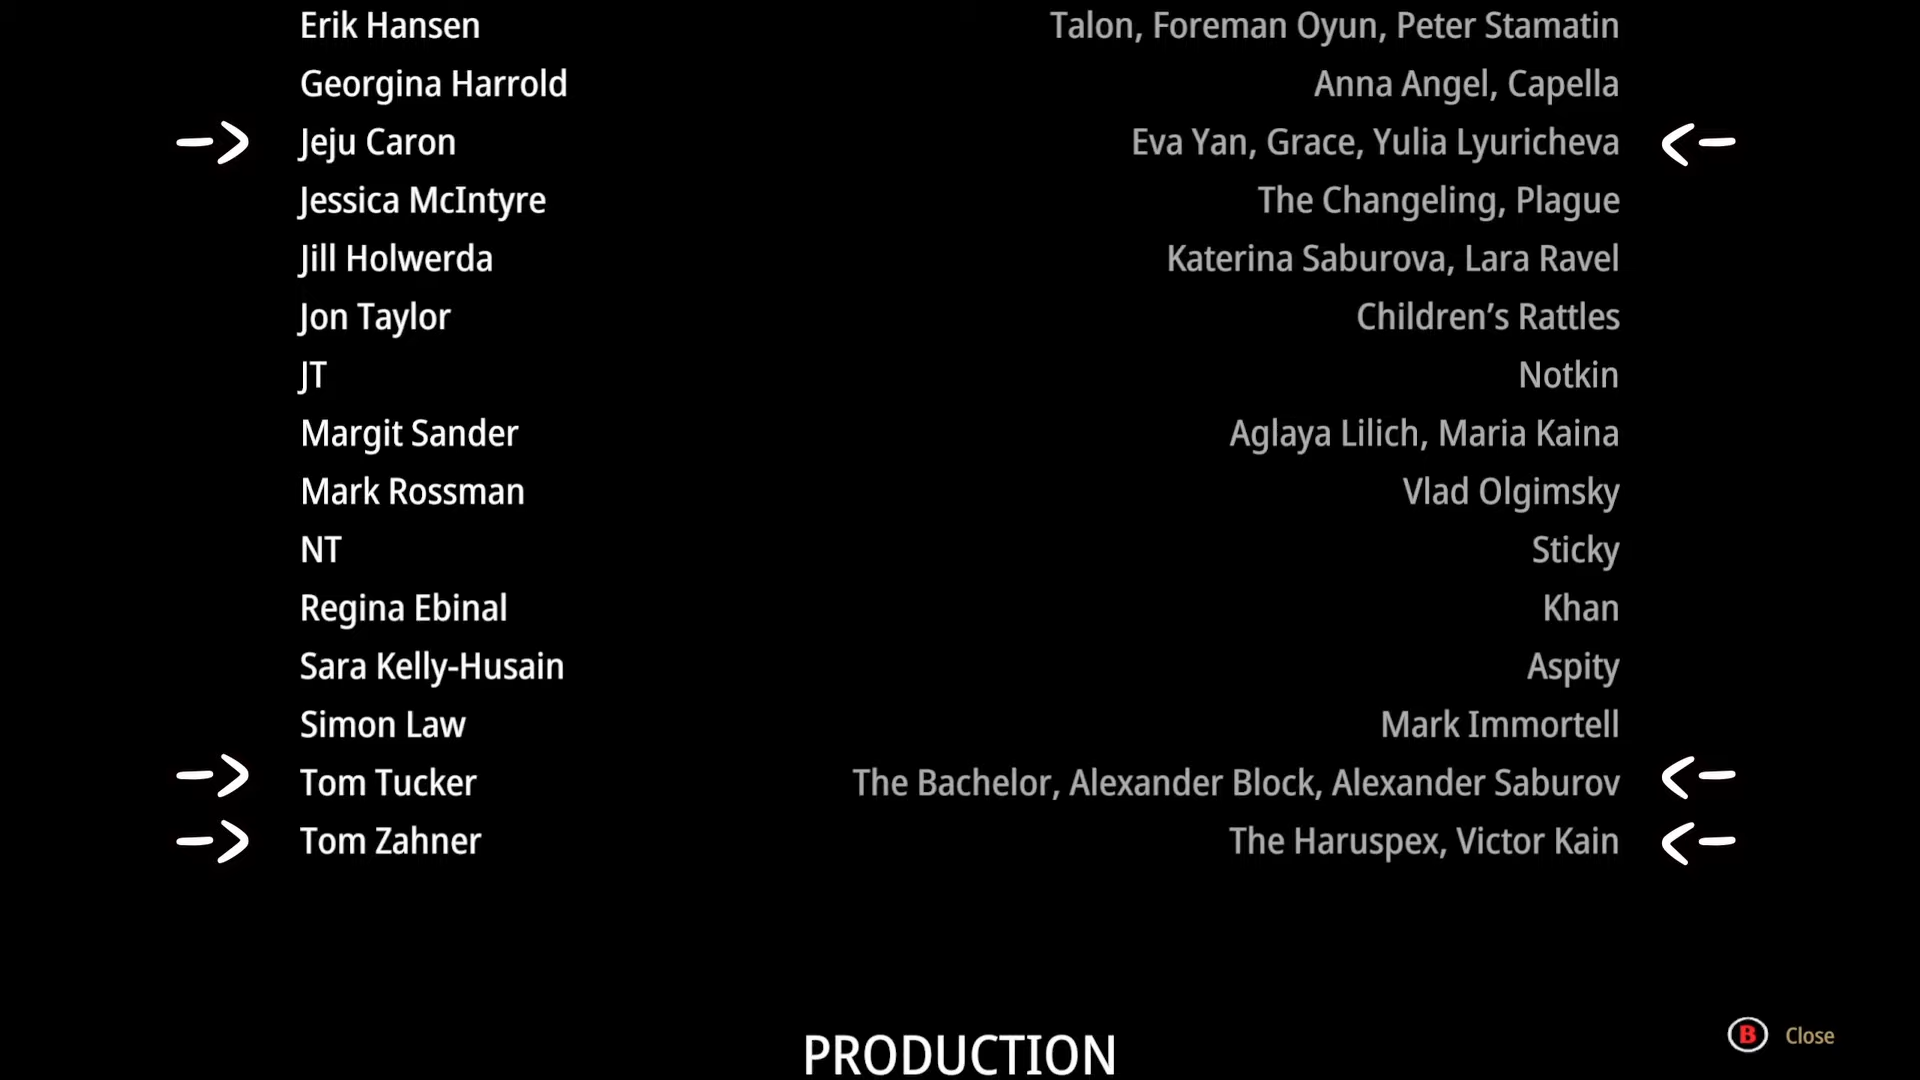 Erik Hansen Talon, Foreman Oyun, Peter Stamatin
Georgina Harrold Anna Angel, Capella
Jeju Caron Eva Yan, Grace, Yulia Lyuricheva
Jessica McIntyre The Changeling, Plague
Jill Holwerda Katerina Saburova, Lara Ravel
Jon Taylor Children’s Rattles
JT Notkin
Margit Sander Aglaya Lilich, Maria Kaina
Mark Rossman Vlad Olgimsky
NT Sticky
Regina Ebinal Khan
Sara Kelly-Husain Aspity
Simon Law Mark Immortell
Tom Tucker The Bachelor, Alexander Block, Alexander Saburov
Tom Zahner The Haruspex, Victor Kain
PRODUCTION
B Close